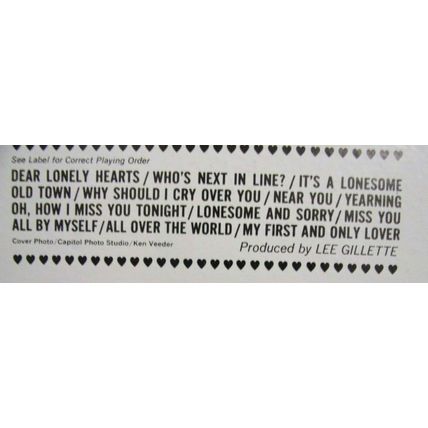 See Label for Correct Playing Order
DEAR LONELY HEARTS / WHO'S NEXT IN LINE? / IT'S A LONESOME
OLD TOWN / WHY SHOULD I CRY OVER YOU / NEAR YOU / YEARNING
OH, HOW I MISS YOU TONIGHT / LONESOME AND SORRY / MISS YOU
ALL BY MYSELF / ALL OVER THE WORLD / MY FIRST AND ONLY LOVER
Cover Photo/Capitol Photo Studio/Ken Veeder
Produced by LEE GILLETTE